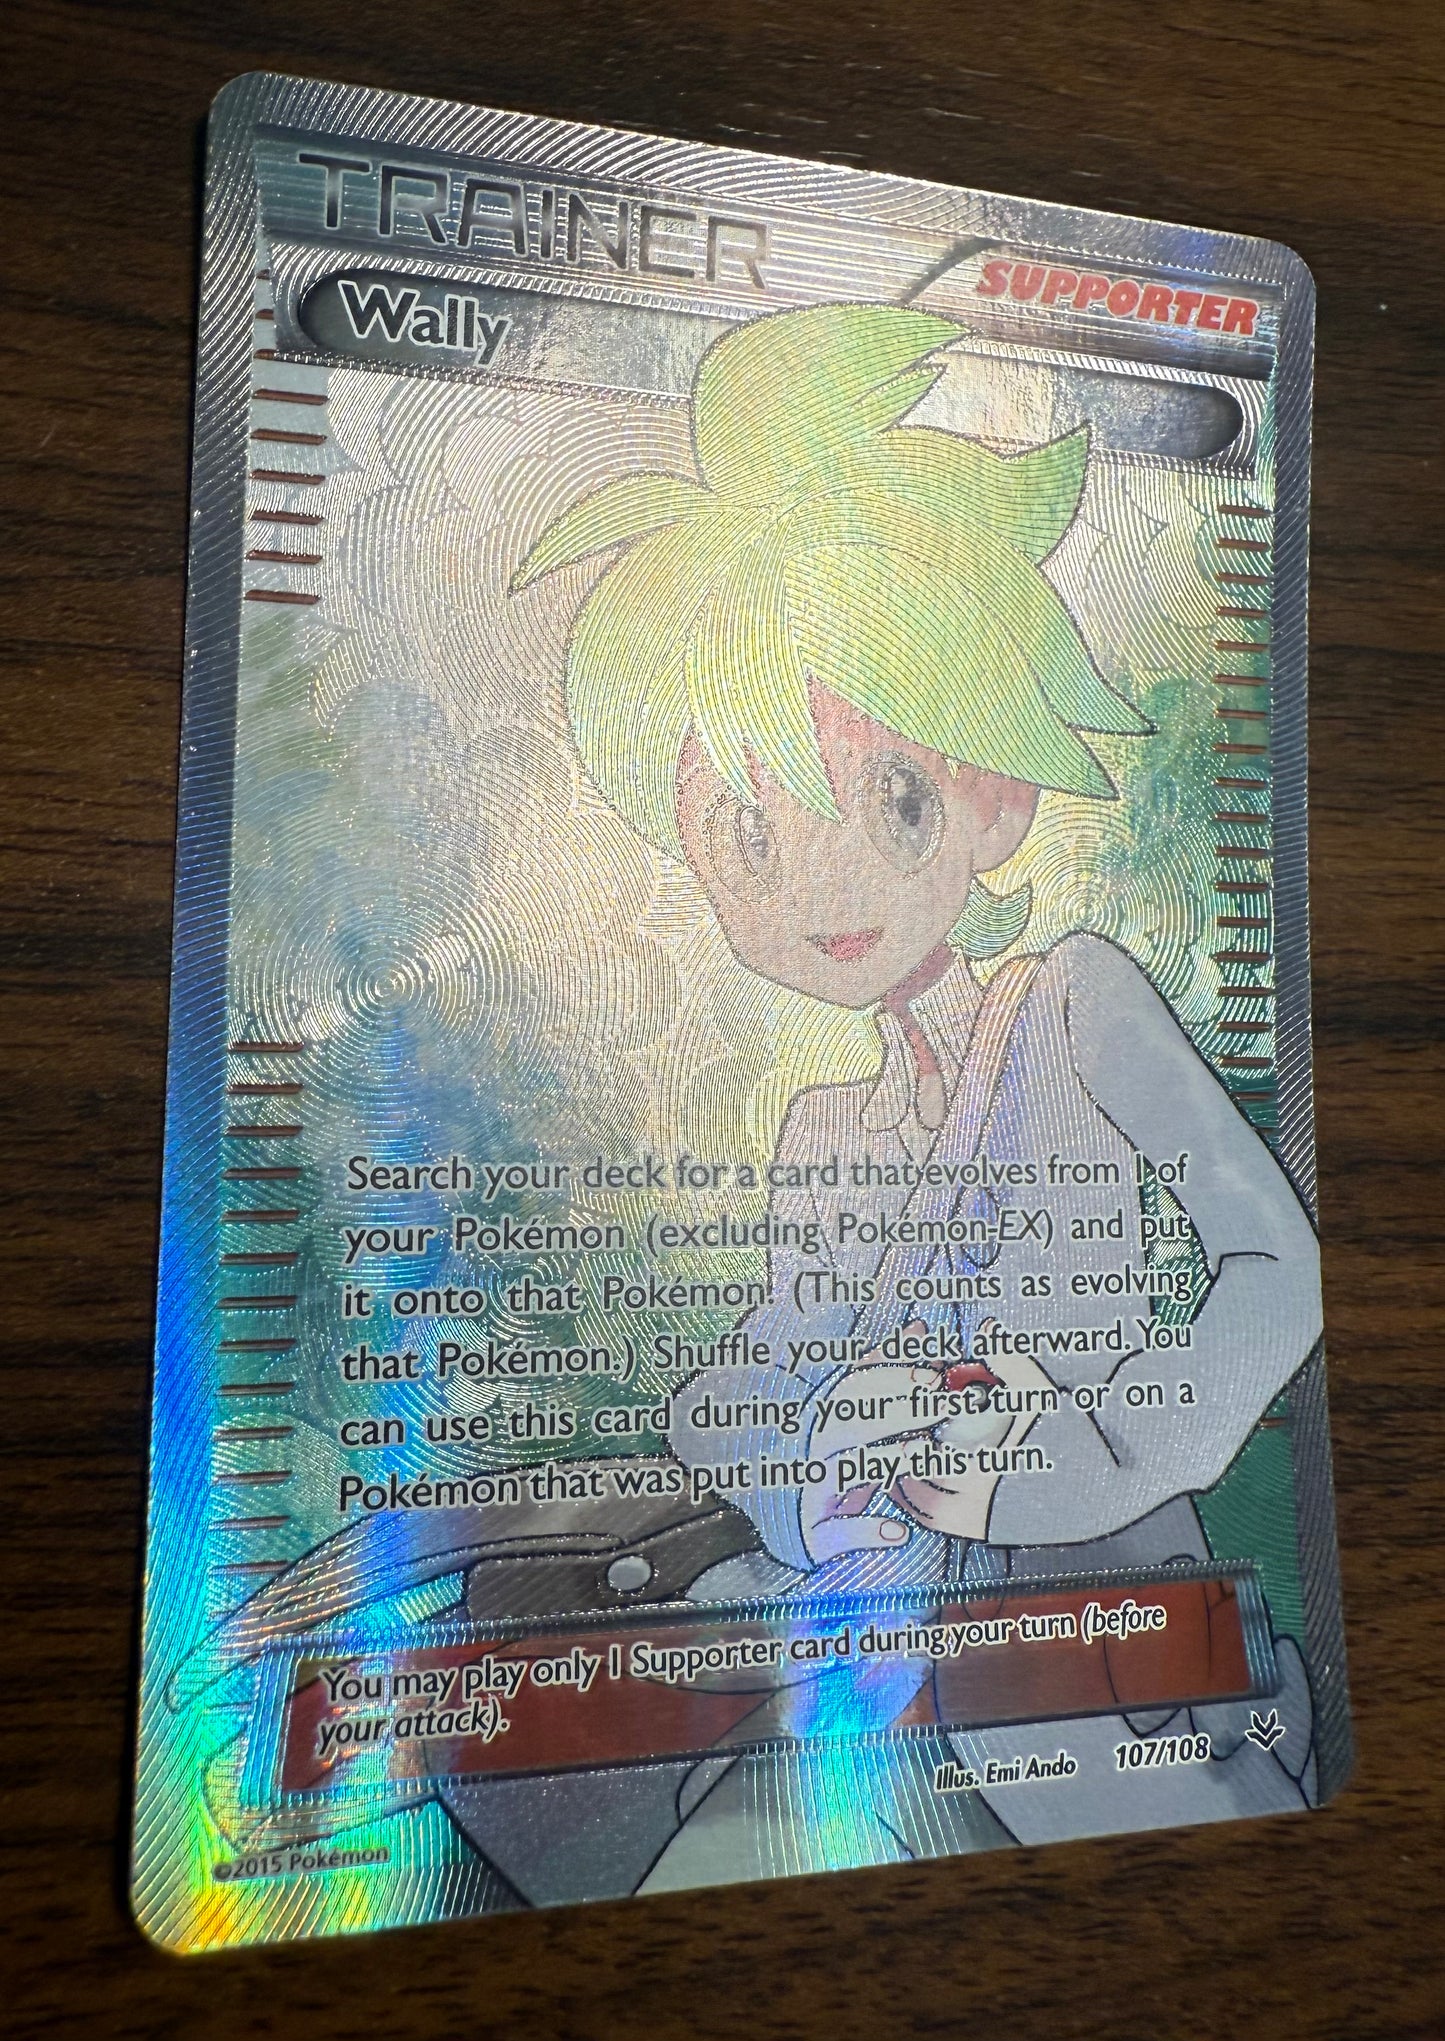 TRAINER
SUPPORTER
Wally
Search your deck for a card that evolves from 1 of
your Pokémon (excluding Pokémon-EX) and put
it onto that Pokémon. (This counts as evolving
that Pokémon.) Shuffle your deck afterward. You
can use this card during your first turn or on a
Pokémon that was put into play this turn.
You may play only 1 Supporter card during your turn (before
your attack).
Illus. Emi Ando 107/108
©2015 Pokémon